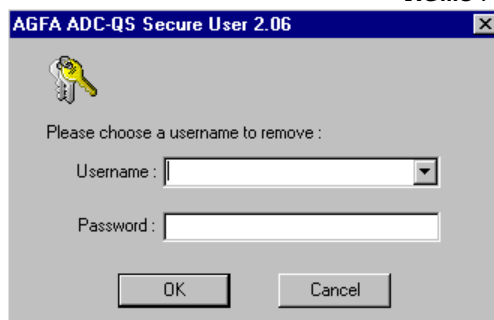 AGFA ADC-QS Secure User 2.06
Please choose a username to remove :
Username :
Password :
OK
Cancel